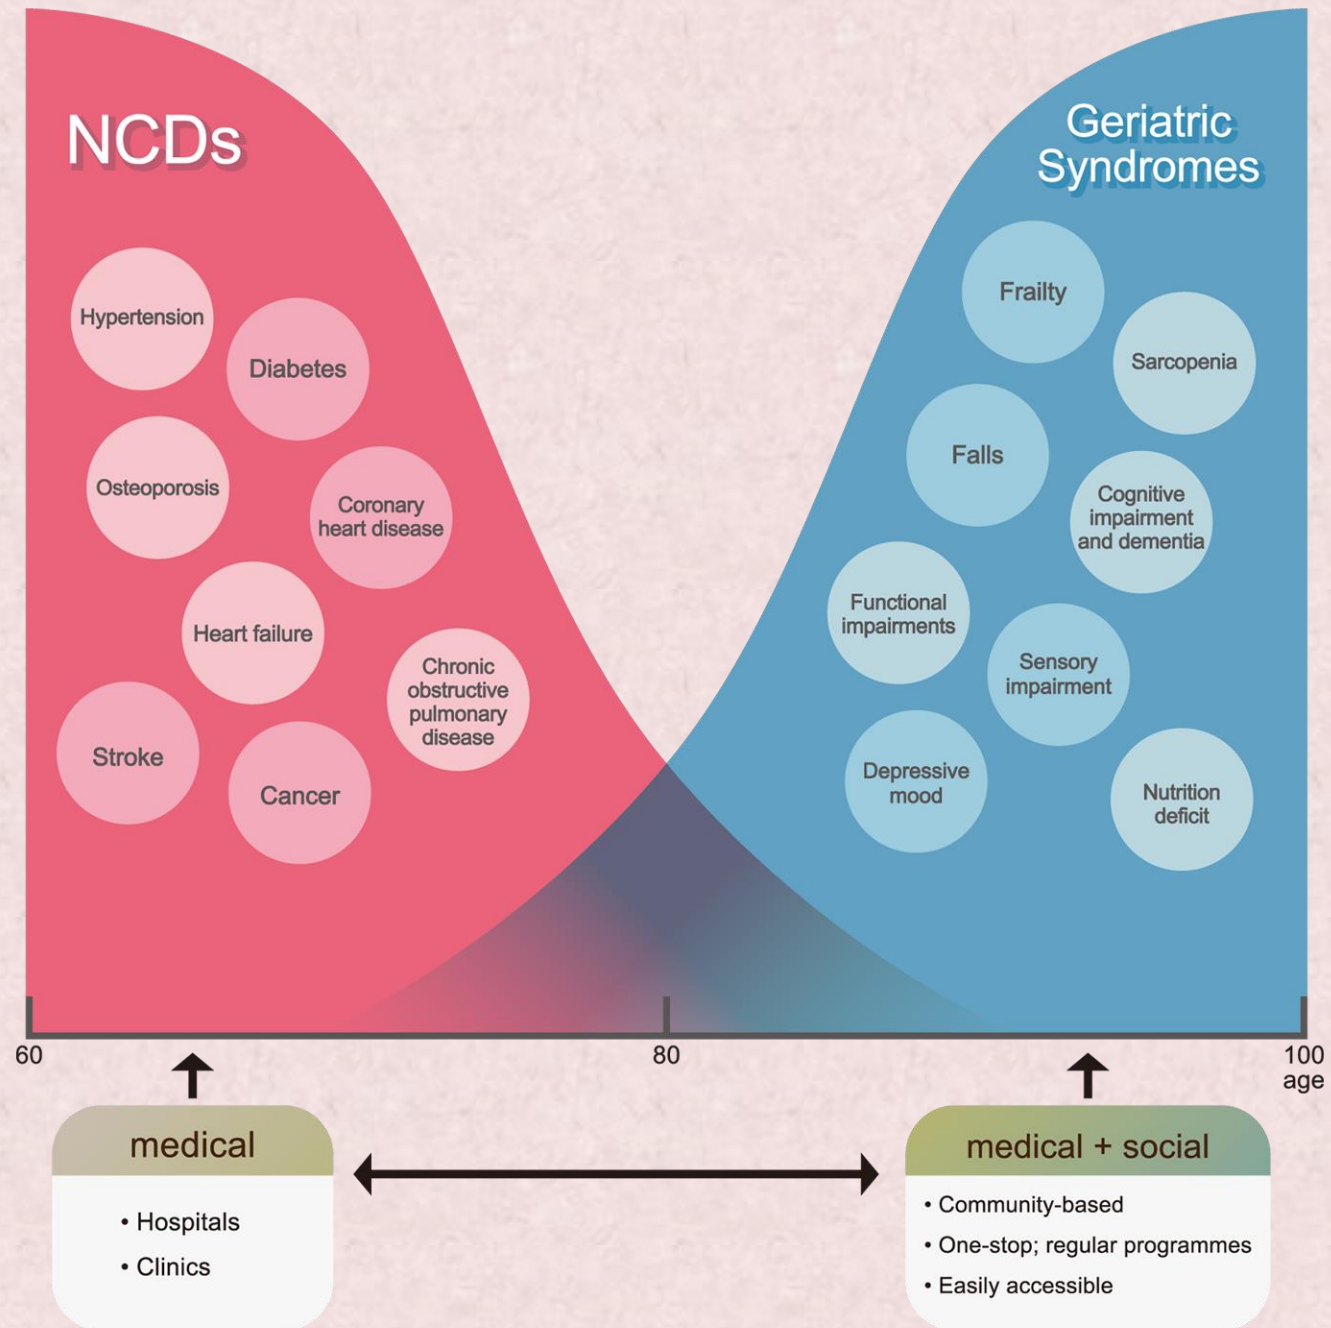 NCDs
Hypertension
Diabetes
Osteoporosis
Coronary
heart disease
Heart failure
Chronic
obstructive
pulmonary
disease
Stroke
Cancer
Geriatric
Syndromes
Frailty
Sarcopenia
Falls
Cognitive
impairment
and dementia
Functional
impairments
Sensory
impairment
Depressive
mood
Nutrition
deficit
60
80
100
age
medical
• Hospitals
• Clinics
medical + social
• Community-based
• One-stop; regular programmes
• Easily accessible